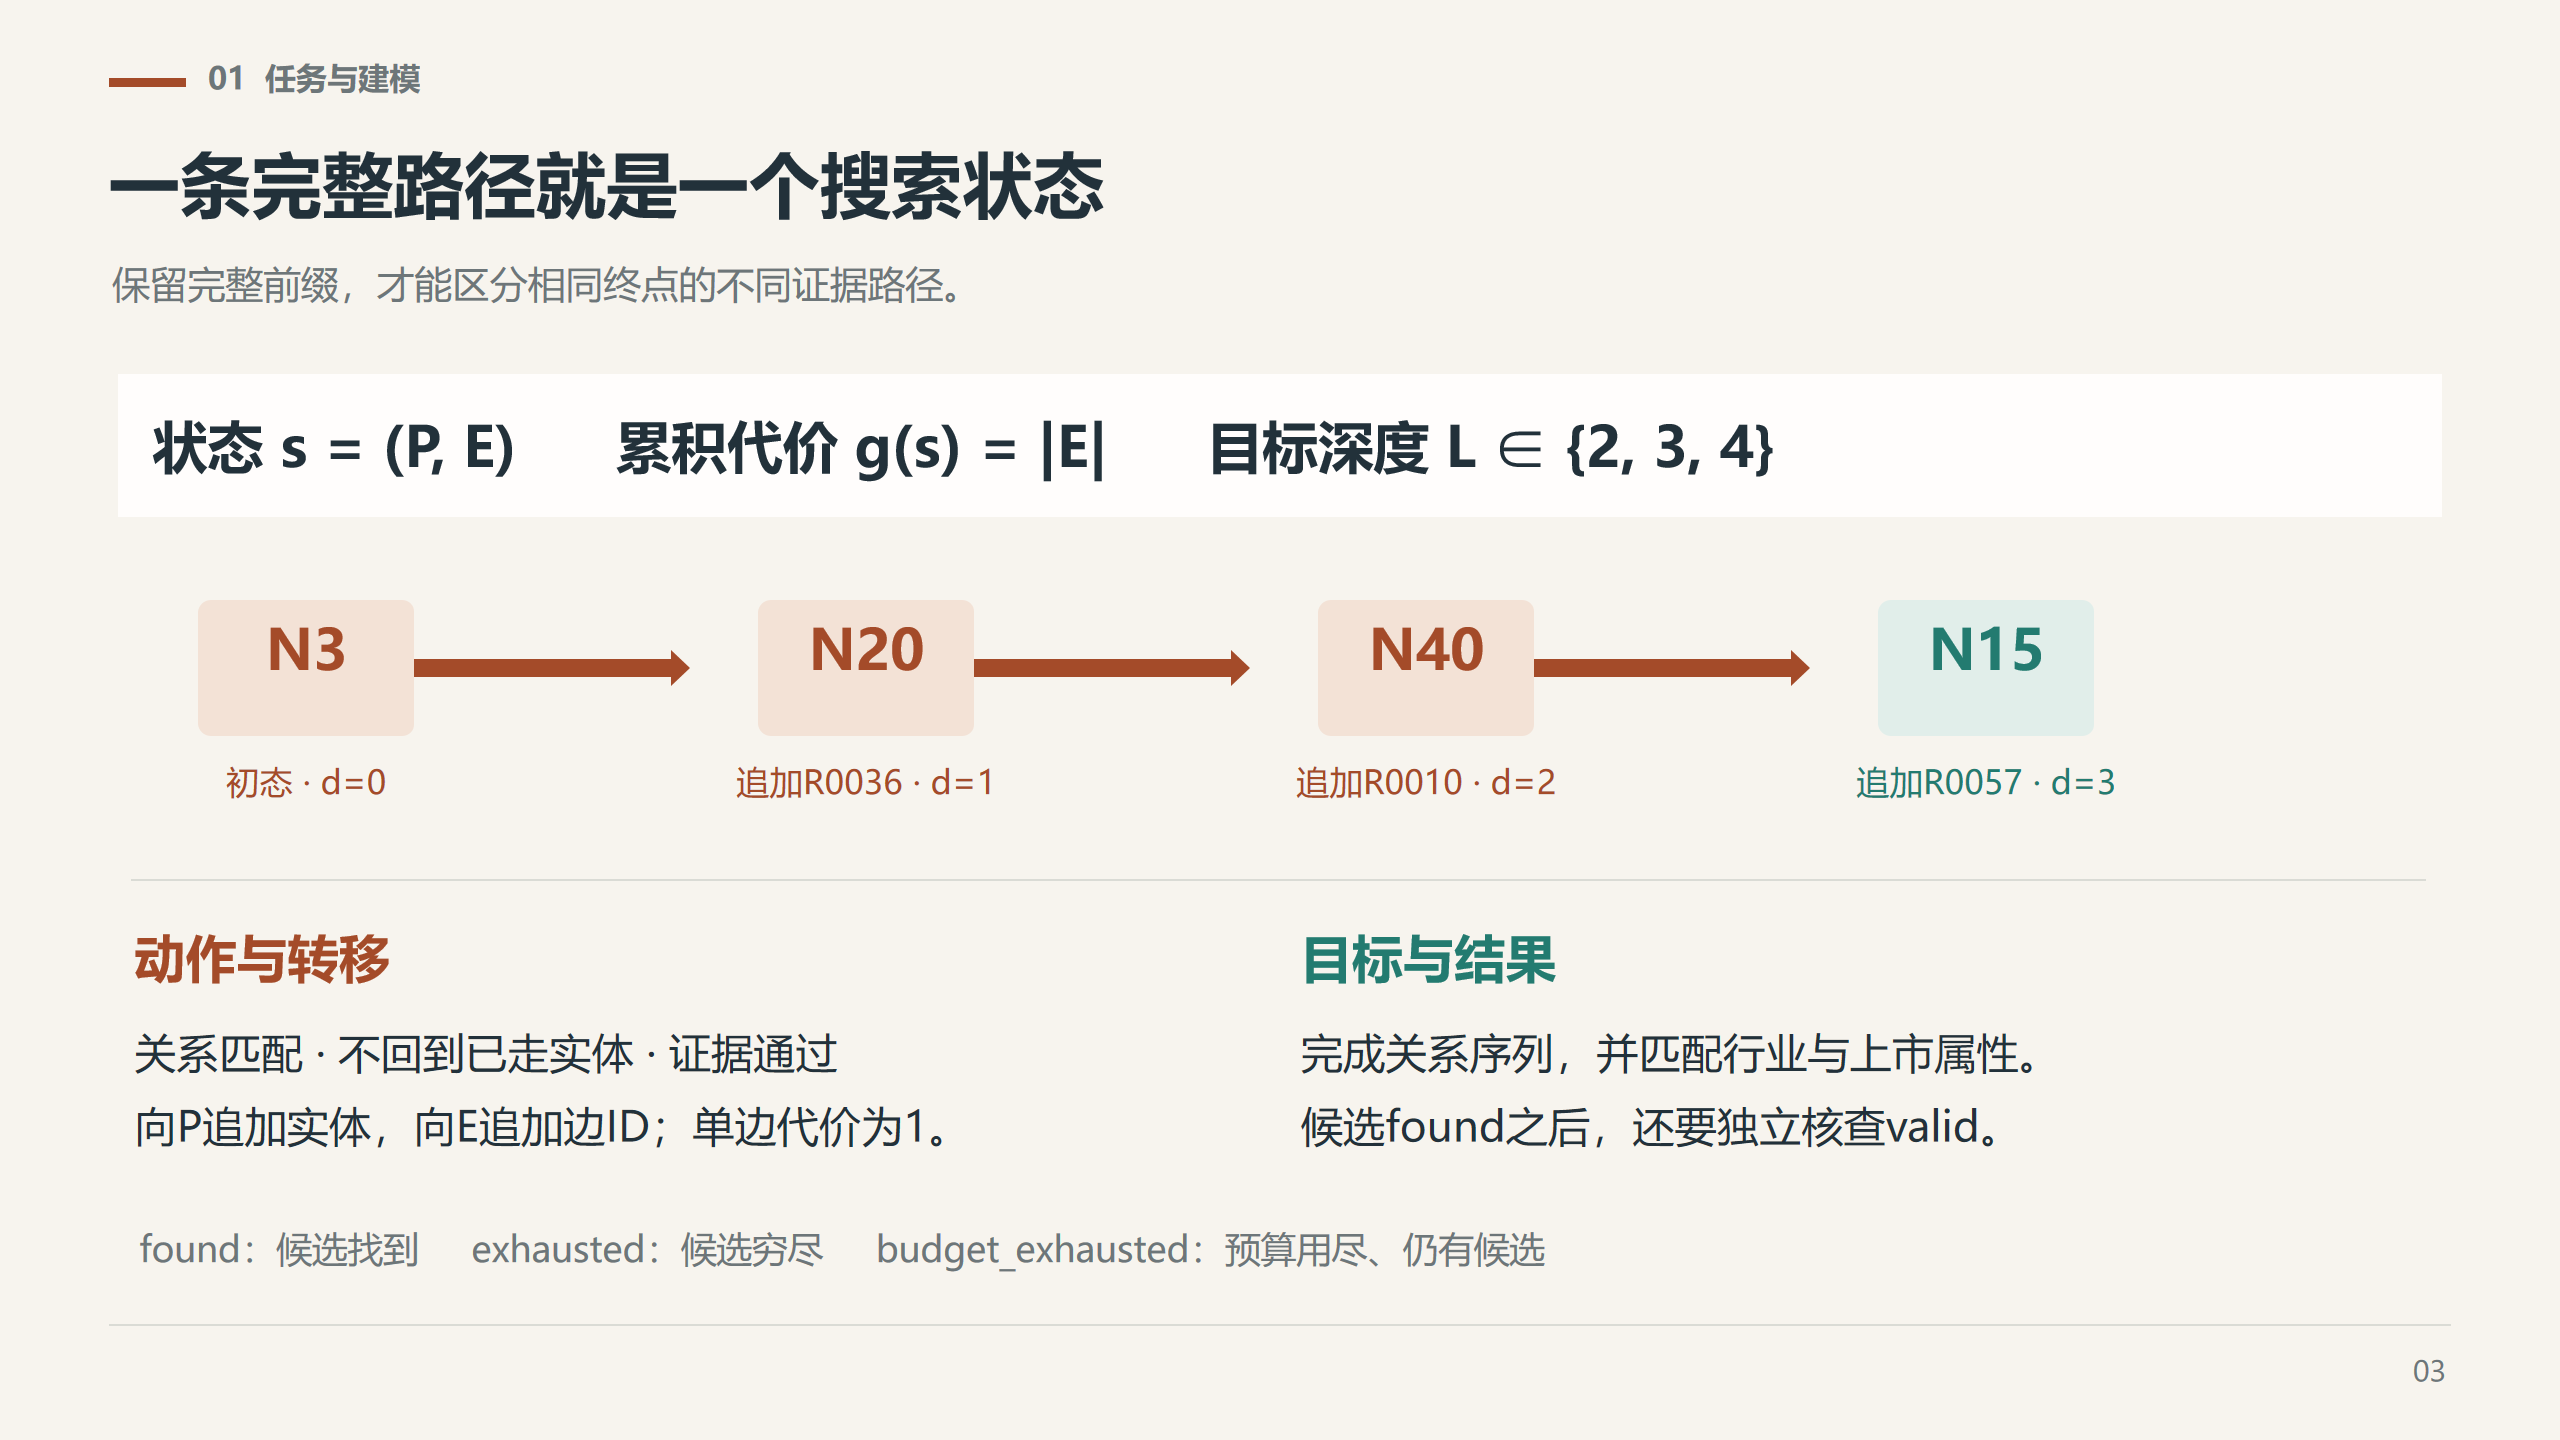 01 任务与建模
一条完整路径就是一个搜索状态
保留完整前缀，才能区分相同终点的不同证据路径。
状态 s = (P, E) 累积代价 g(s) = |E| 目标深度 L ∈ {2, 3, 4}
N3 N20 N40 N15
初态 · d=0 追加R0036 · d=1 追加R0010 · d=2 追加R0057 · d=3
动作与转移
关系匹配 · 不回到已走实体 · 证据通过
向P追加实体，向E追加边ID；单边代价为1。
目标与结果
完成关系序列，并匹配行业与上市属性。
候选found之后，还要独立核查valid。
found：候选找到 exhausted：候选穷尽 budget_exhausted：预算用尽、仍有候选
03